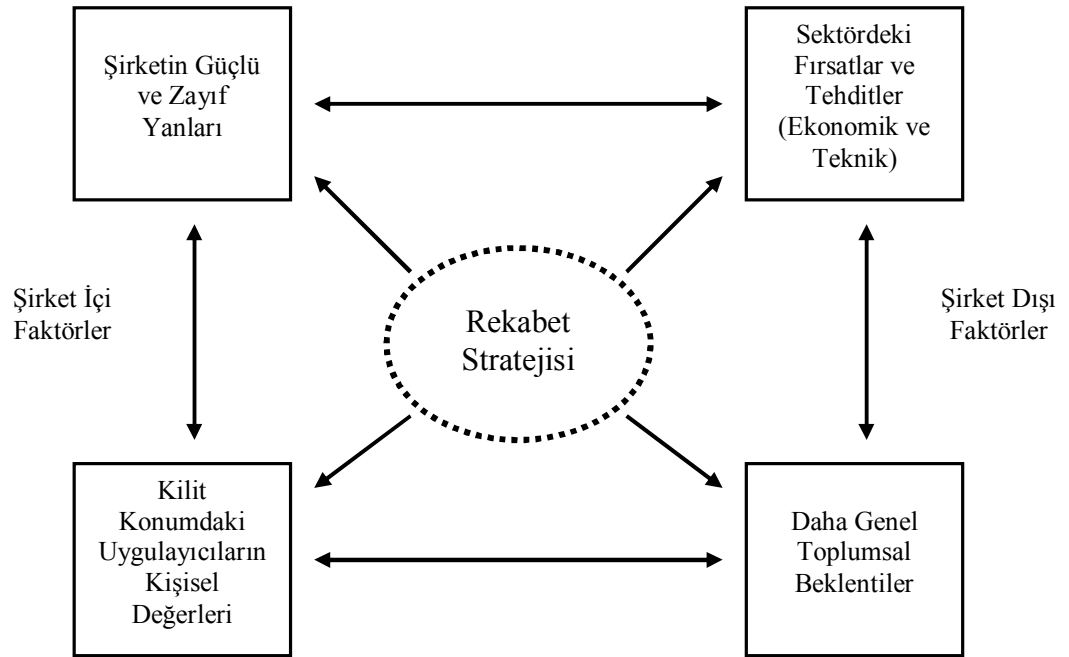 Şirketin Güçlü
ve Zayıf
Yanları
Sektördeki
Fırsatlar ve
Tehditler
(Ekonomik ve
Teknik)
Şirket İçi
Faktörler
Rekabet
Stratejisi
Şirket Dışı
Faktörler
Kilit
Konumdaki
Uygulayıcıların
Kişisel
Değerleri
Daha Genel
Toplumsal
Beklentiler